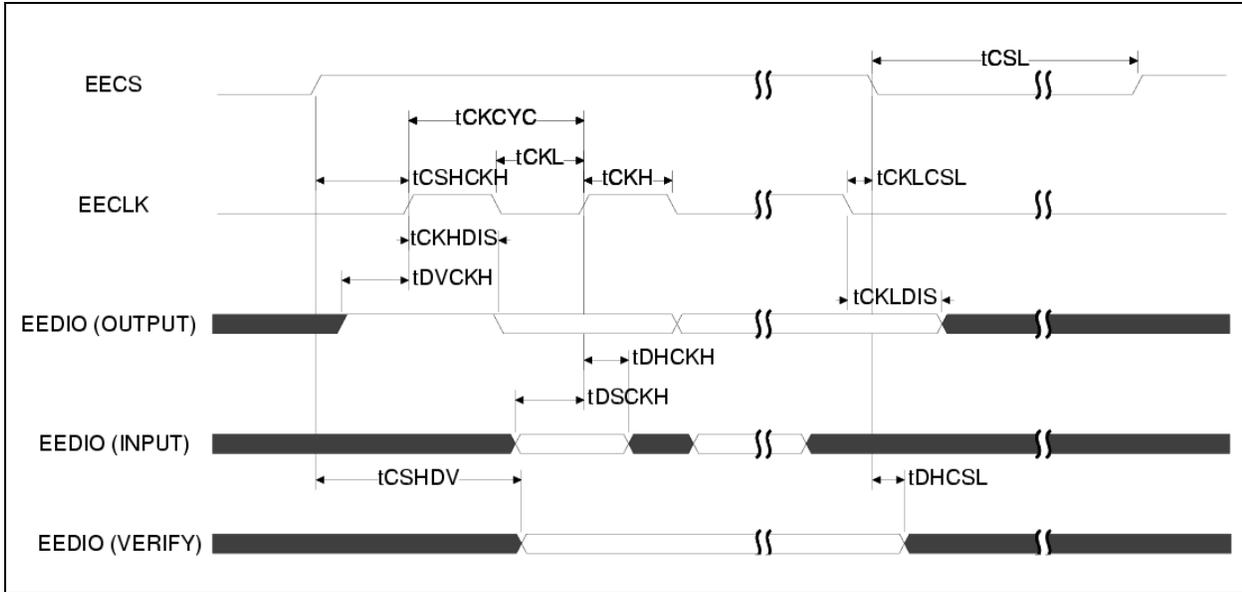 tCSL
EECS
tCKCYC
tCKL
tCSHCKH
tCKH
tCKLCSL
EECLK
tCKHDIS
tDVCKH
tCKLDIS
EEDIO (OUTPUT)
tDHCKH
tDSCKH
EEDIO (INPUT)
tCSHDV
tDHCSL
EEDIO (VERIFY)